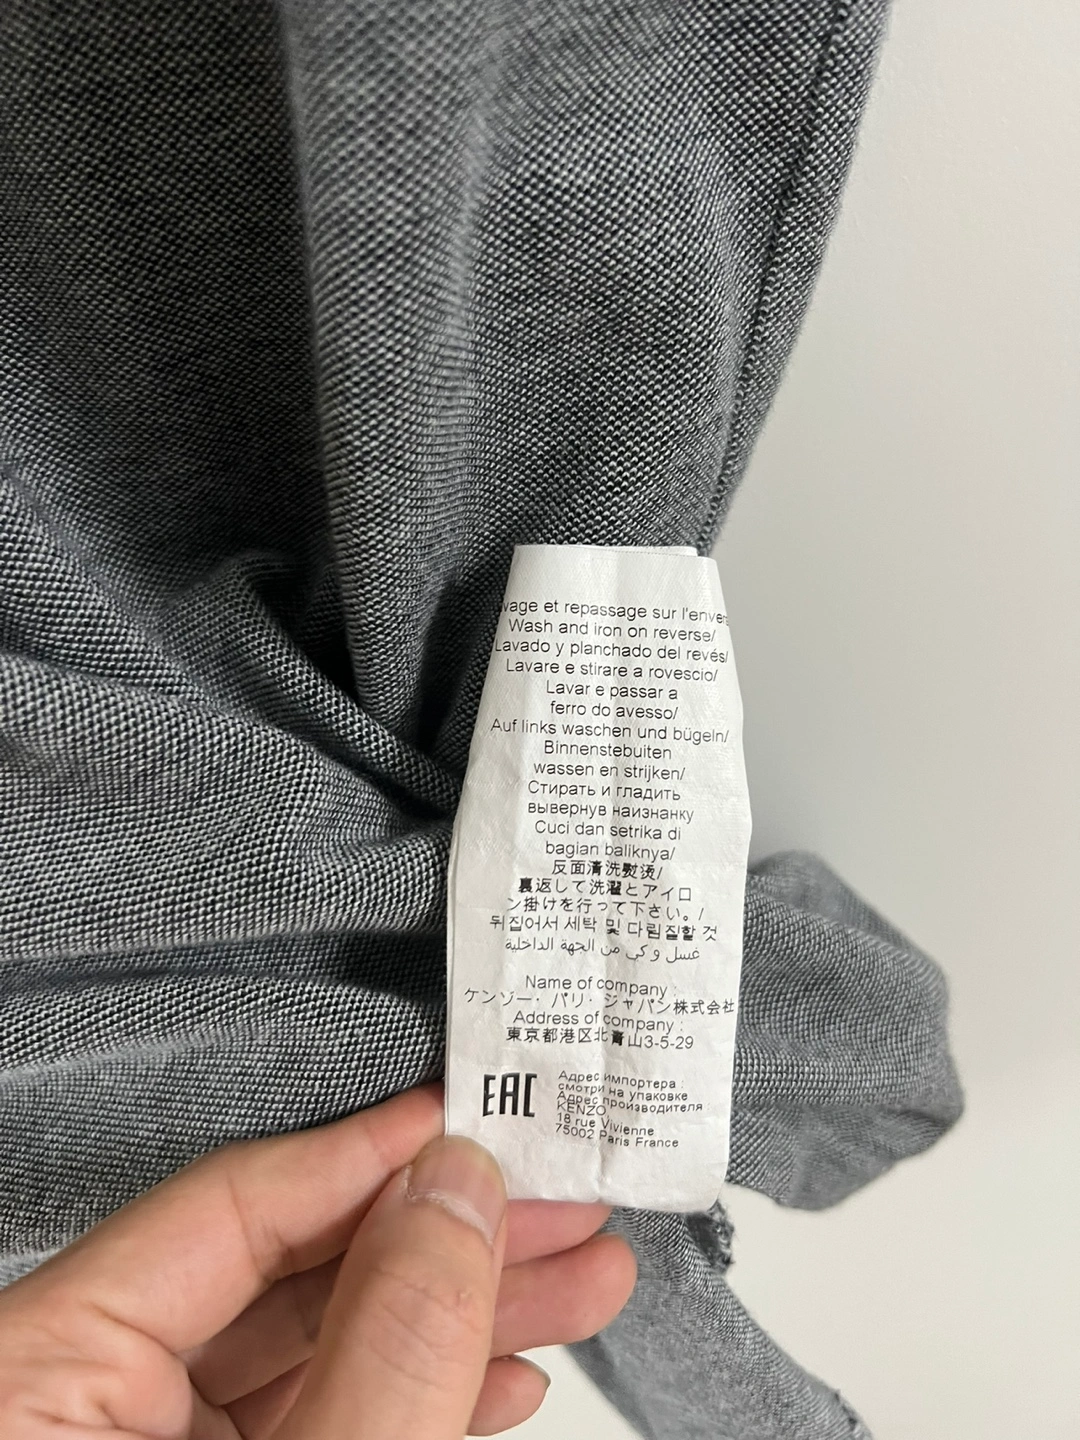 vage et repassage sur l'enver
Wash and iron on reverse/
Lavado y planchado del revés/
Lavare e stirare a rovescio/
Lavar e passar a
ferro do avesso/
Auf links waschen und bügeln/
Binnenstebuiten
wassen en strijken/
Стирать и гладить
вывернув наизнанку
Cuci dan setrika di
bagian baliknya/
反面清洗熨烫/
裏返して洗濯とアイロ
ン掛けを行って下さい。/
뒤집어서 세탁 및 다림질할 것
غسل و كي من الجهة الداخلية
Name of company :
ケンゾー・パリ・ジャパン株式会社
Address of company :
東京都港区北青山3-5-29
EAC
Адрес импортера :
смотри на упаковке
Адрес производителя
KENZO
18 rue Vivienne
75002 Paris France